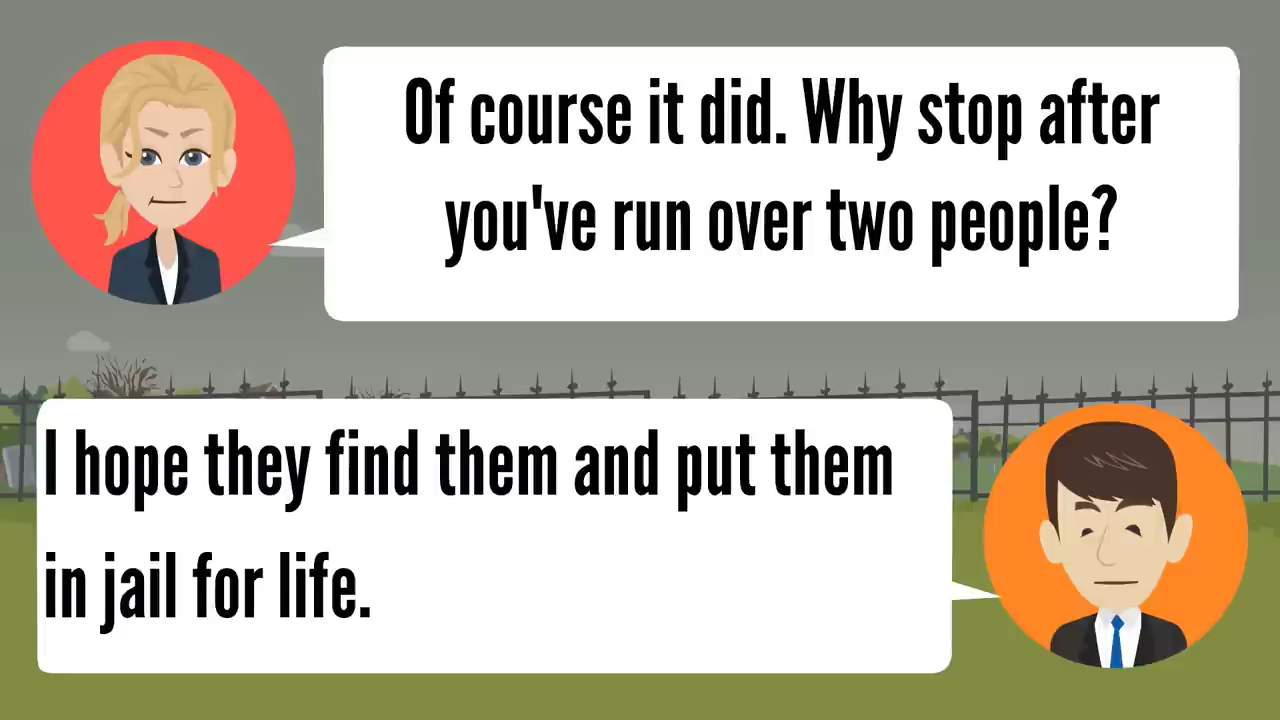 Of course it did. Why stop after
you've run over two people?
I hope they find them and put them
in jail for life.